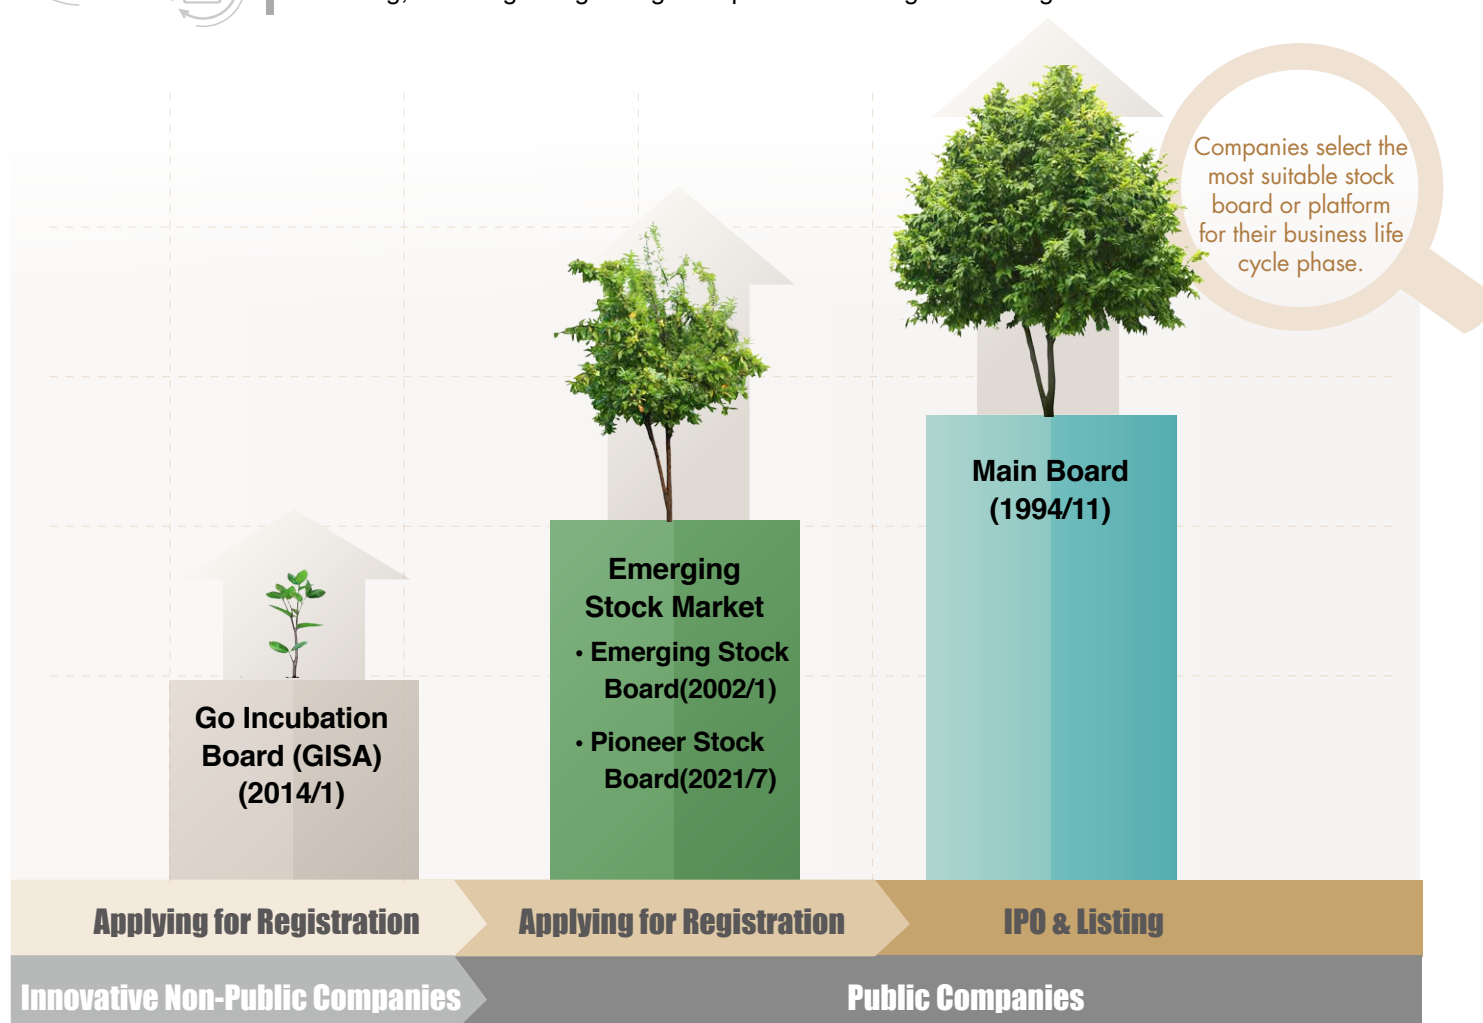 Companies select the
most suitable stock
board or platform
for their business life
cycle phase.
Main Board
(1994/11)
Emerging
Stock Market
• Emerging Stock
Board(2002/1)
• Pioneer Stock
Board(2021/7)
Go Incubation
Board (GISA)
(2014/1)
Applying for Registration
Applying for Registration
IPO & Listing
Innovative Non-Public Companies
Public Companies